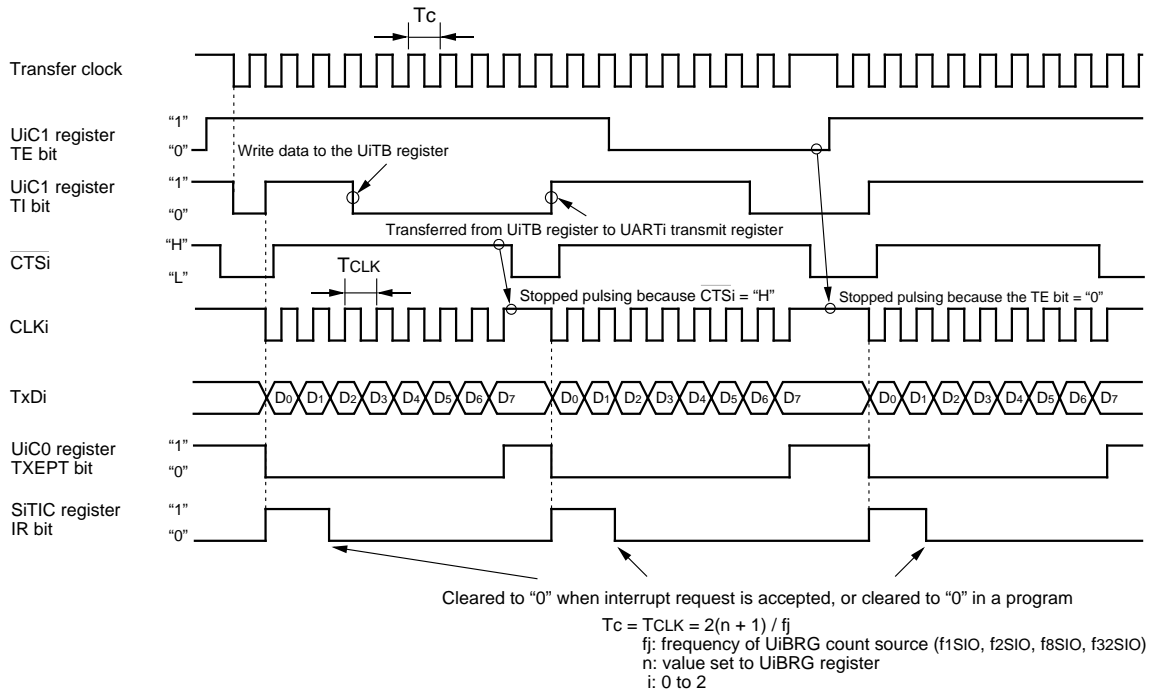 Tc
Transfer clock
UiC1 register
TE bit
“1”
“0”
Write data to the UiTB register
UiC1 register
TI bit
“1”
“0”
Transferred from UiTB register to UARTi transmit register
CTSi
“H”
“L”
TCLK
Stopped pulsing because CTSi = “H”
Stopped pulsing because the TE bit = “0”
CLKi
TxDi
D0 D1 D2 D3 D4 D5 D6 D7 D0 D1 D2 D3 D4 D5 D6 D7 D0 D1 D2 D3 D4 D5 D6 D7
UiC0 register
TXEPT bit
“1”
“0”
SiTIC register
IR bit
“1”
“0”
Cleared to “0” when interrupt request is accepted, or cleared to “0” in a program
Tc = TCLK = 2(n + 1) / fj
fj: frequency of UiBRG count source (f1SIO, f2SIO, f8SIO, f32SIO)
n: value set to UiBRG register
i: 0 to 2